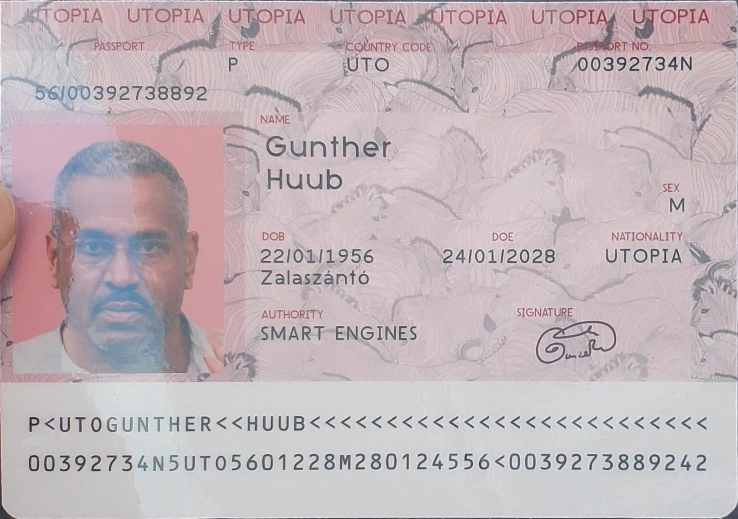 UTOPIA UTOPIA UTOPIA UTOPIA UTOPIA UTOPIA UTOPIA
PASSPORT TYPE COUNTRY CODE PASSPORT NO.
P UTO 00392734N
56/00392738892
NAME
Gunther
Huub
SEX
M
DOB DOE NATIONALITY
22/01/1956 24/01/2028 UTOPIA
Zalaszántó
AUTHORITY SIGNATURE
SMART ENGINES
P<UTOGUNTHER<<HUUB<<<<<<<<<<<<<<<<<<<<<<<<<<
00392734N5UTO5601228M280124556<0039273889242